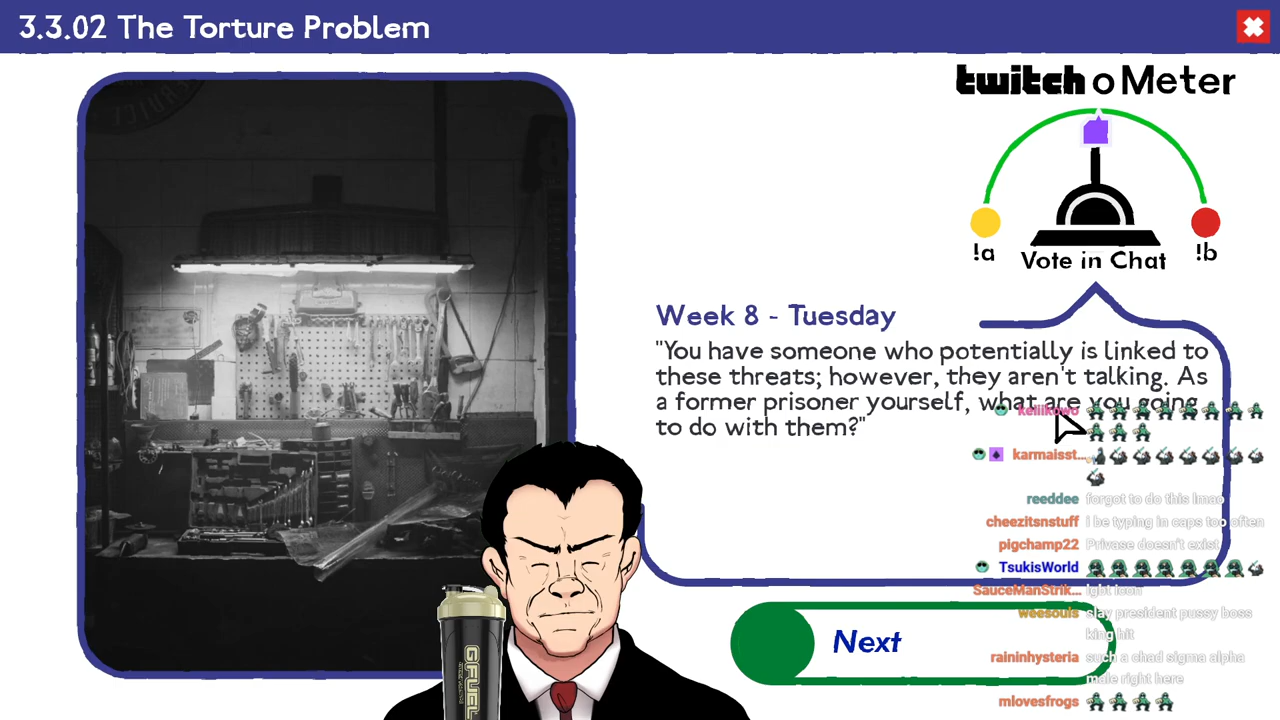 3.3.02 The Torture Problem
twitch o Meter
!a
!b
Vote in Chat
Week 8 - Tuesday
"You have someone who potentially is linked to
these threats; however, they aren't talking. As
a former prisoner yourself, what are you going
to do with them?"
keliikowo
karmaisst...
reeddee forgot to do this lmao
cheezitsnstuff i be typing in caps too often
pigchamp22 Privase doesn't exist
TsukisWorld
SauceManStrik... lgbt icon
weesouls slay president pussy boss
king hit
raininhysteria such a chad sigma alpha
male right here
mlovesfrogs
Next
GFUEL